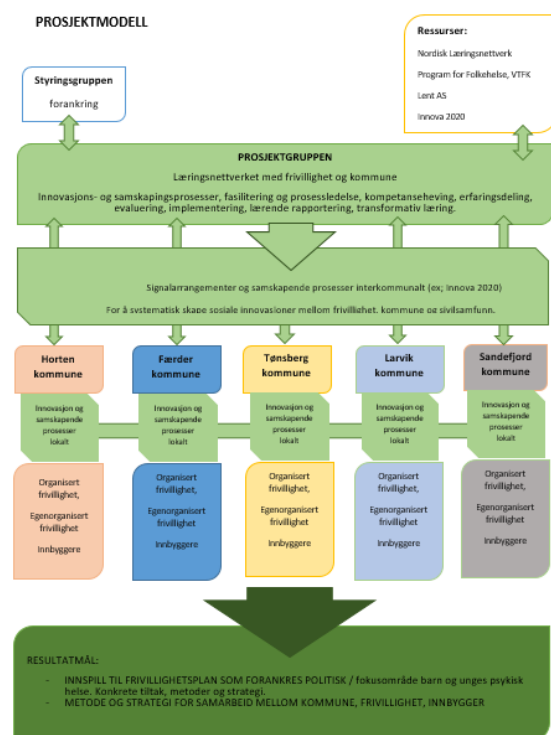 PROSJEKTMODELL
Ressurser:
Nordisk Læringsnettverk
Program for Folkehelse, VTFK
Lent AS
Innova 2020
Styringsgruppen
forankring
PROSJEKTGRUPPEN
Læringsnettverket med frivillighet og kommune
Innovasjons- og samskapingsprosesser, fasilitering og prosessledelse, kompetanseheving, erfaringsdeling,
evaluering, implementering, lærende rapportering, transformativ læring.
Signalarrangementer og samskapende prosesser interkommunalt (ex; Innova 2020)
For å systematisk skape sosiale innovasjoner mellom frivillighet, kommune og sivilsamfunn.
Horten
kommune
Innovasjon og
samskapende
prosesser
lokalt
Organisert
frivillighet,
Egenorganisert
frivillighet
Innbyggere
Færder
kommune
Innovasjon og
samskapende
prosesser
lokalt
Organisert
frivillighet,
Egenorganisert
frivillighet
Innbyggere
Tønsberg
kommune
Innovasjon og
samskapende
prosesser
lokalt
Organisert
frivillighet,
Egenorganisert
frivillighet
Innbyggere
Larvik
kommune
Innovasjon og
samskapende
prosesser
lokalt
Organisert
frivillighet,
Egenorganisert
frivillighet
Innbyggere
Sandefjord
kommune
Innovasjon og
samskapende
prosesser
lokalt
Organisert
frivillighet,
Egenorganisert
frivillighet
Innbyggere
RESULTATMÅL:
- INNSPILL TIL FRIVILLIGHETSPLAN SOM FORANKRES POLITISK / fokusområde barn og unges psykisk
helse. Konkrete tiltak, metoder og strategi.
- METODE OG STRATEGI FOR SAMARBEID MELLOM KOMMUNE, FRIVILLIGHET, INNBYGGER